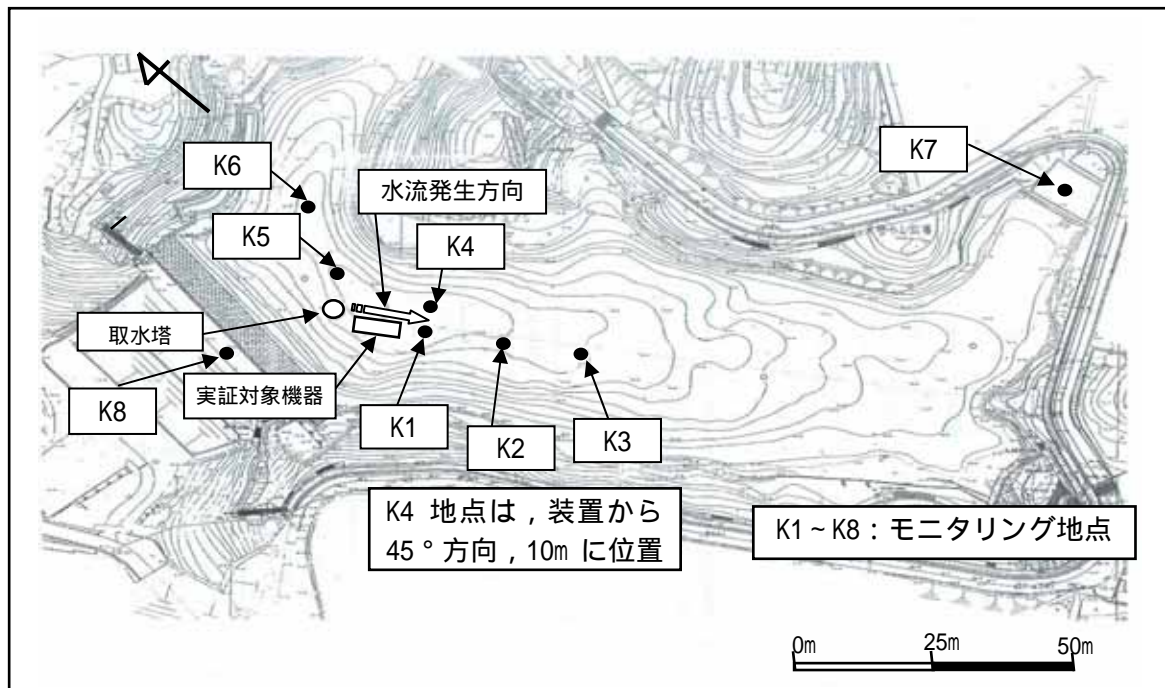 K7
K6
水流発生方向
K5
K4
取水塔
実証対象機器
K8
K1
K2
K3
K4 地点は，装置から
45°方向，10m に位置
K1～K8：モニタリング地点
0m 25m 50m